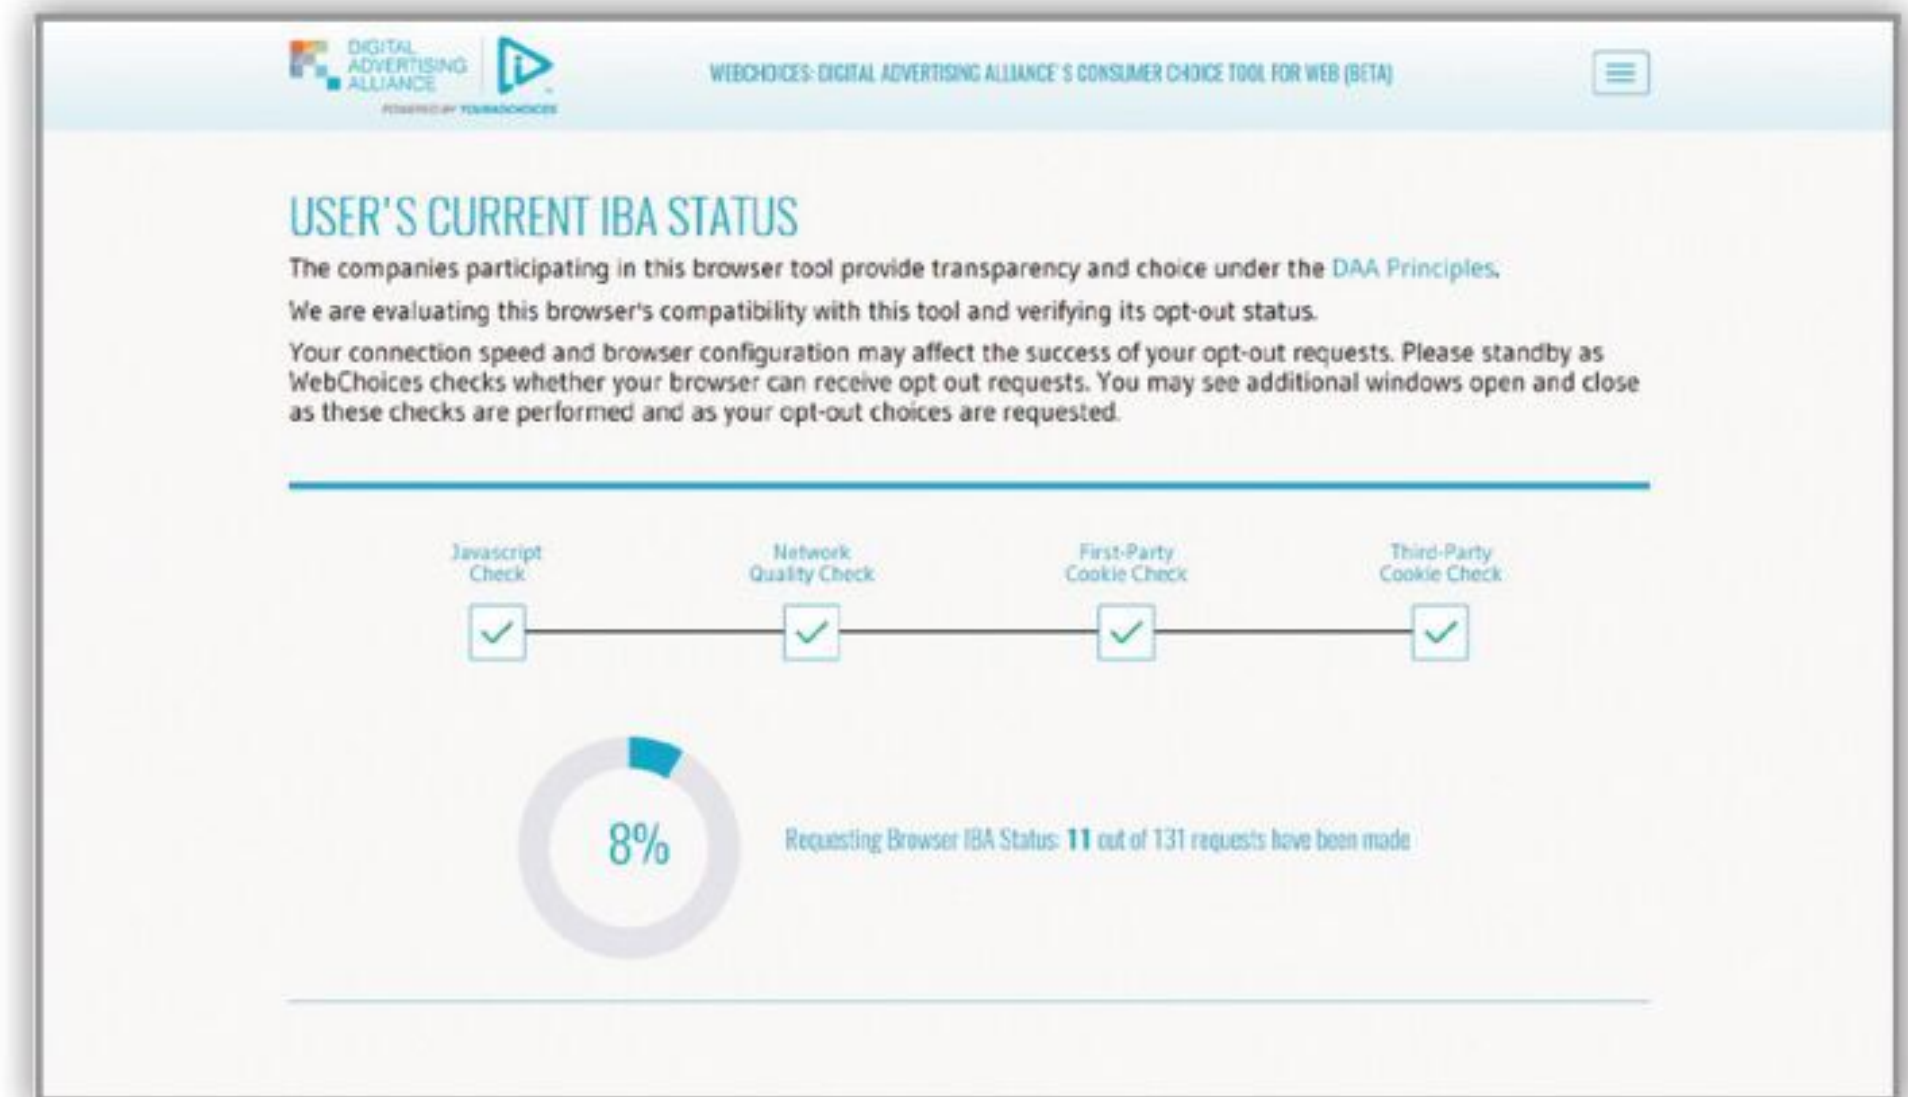 DIGITAL
ADVERTISING
ALLIANCE
POWERED BY YOURADCHOICES
WEBCHOICES: DIGITAL ADVERTISING ALLIANCE'S CONSUMER CHOICE TOOL FOR WEB (BETA)
USER'S CURRENT IBA STATUS
The companies participating in this browser tool provide transparency and choice under the DAA Principles.
We are evaluating this browser's compatibility with this tool and verifying its opt-out status.
Your connection speed and browser configuration may affect the success of your opt-out requests. Please standby as
WebChoices checks whether your browser can receive opt out requests. You may see additional windows open and close
as these checks are performed and as your opt-out choices are requested.
Javascript
Check
Network
Quality Check
First-Party
Cookie Check
Third-Party
Cookie Check
8%
Requesting Browser IBA Status: 11 out of 131 requests have been made